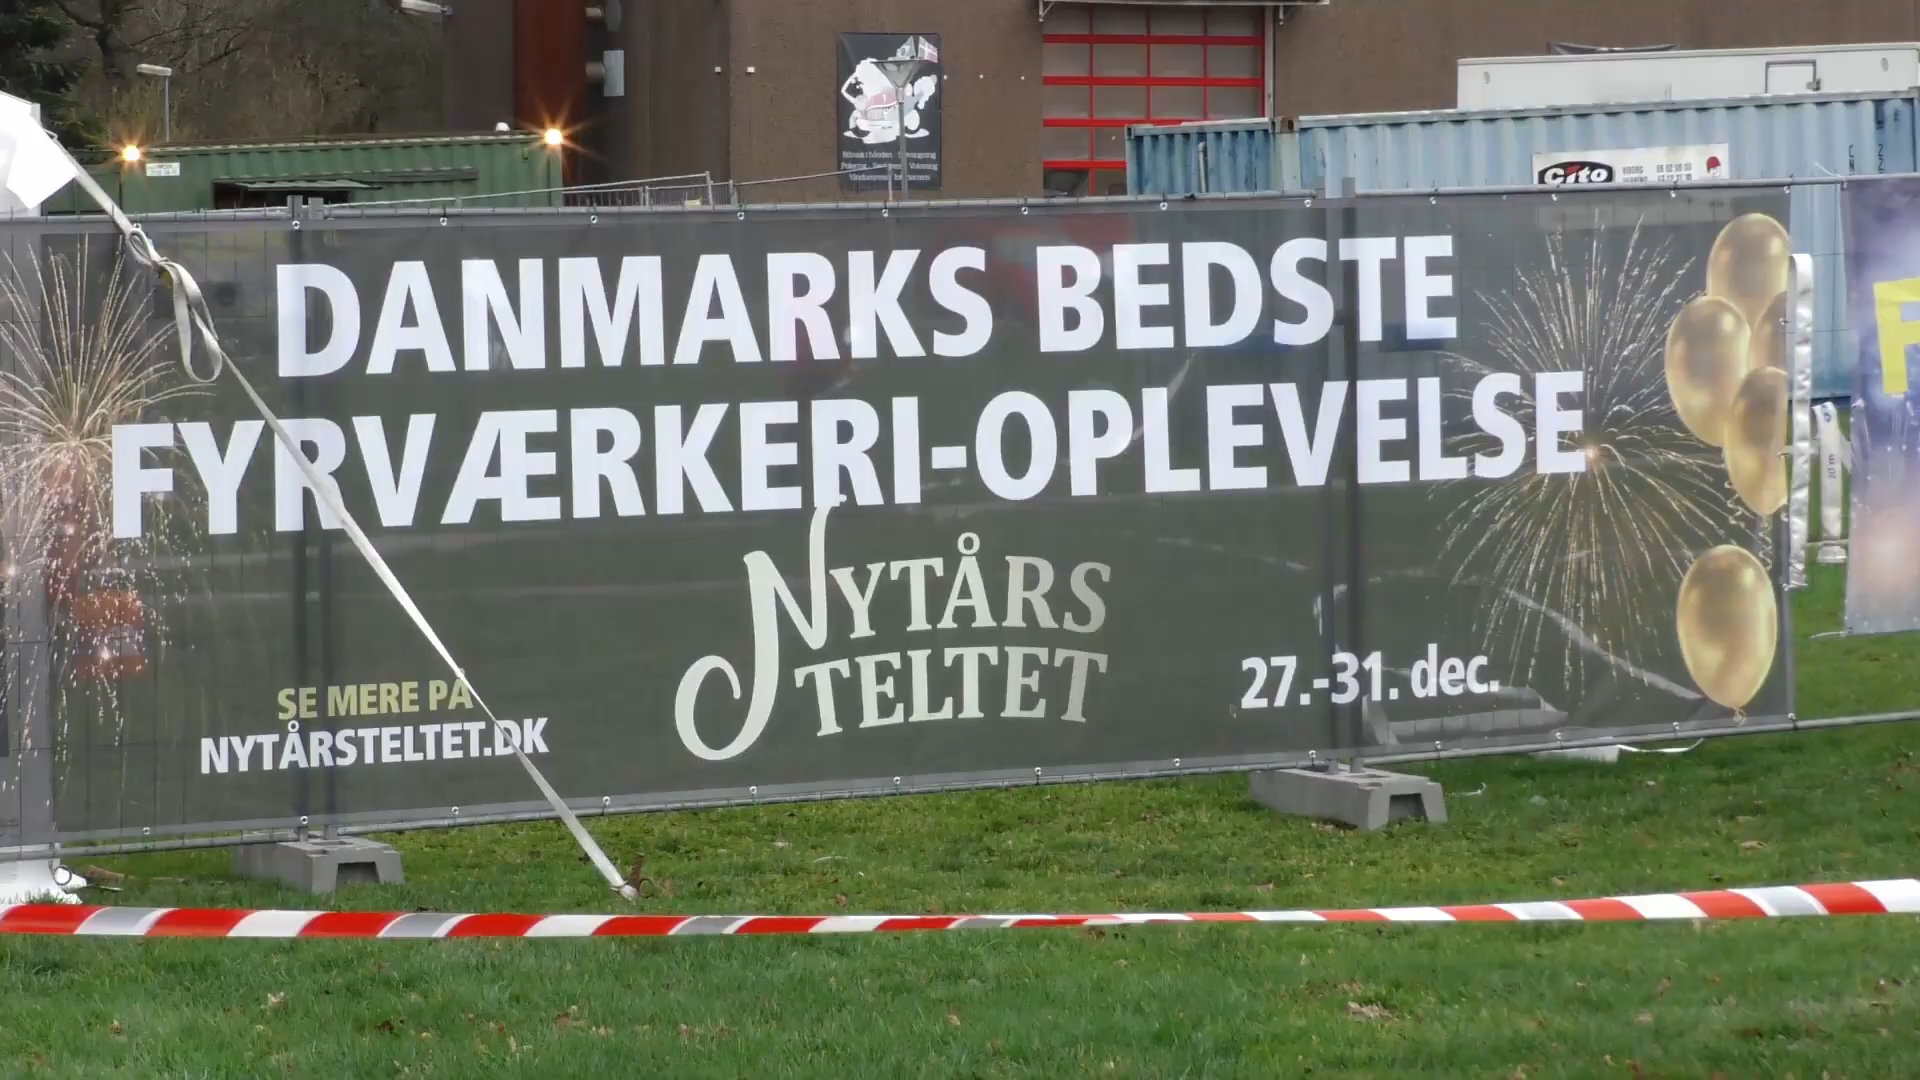 Cito
DANMARKS BEDSTE
FYRVÆRKERI-OPLEVELSE
NYTÅRS
TELTET
27.-31. dec.
SE MERE PÅ
NYTÅRSTELTET.DK